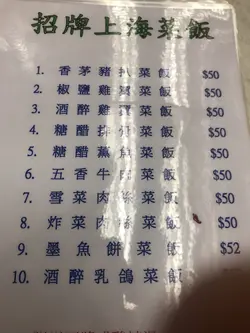 招牌上海菜飯
1. 香茅豬扒菜飯 $50
2. 椒鹽雞翼菜飯 $50
3. 酒醉雞菜飯 $50
4. 糖醋排骨菜飯 $50
5. 糖醋薰魚菜飯 $50
6. 五香牛菜飯 $50
7. 雪菜肉絲菜飯 $50
8. 炸菜肉絲菜飯 $50
9. 墨魚餅菜飯 $52
10. 酒醉乳鴿菜飯